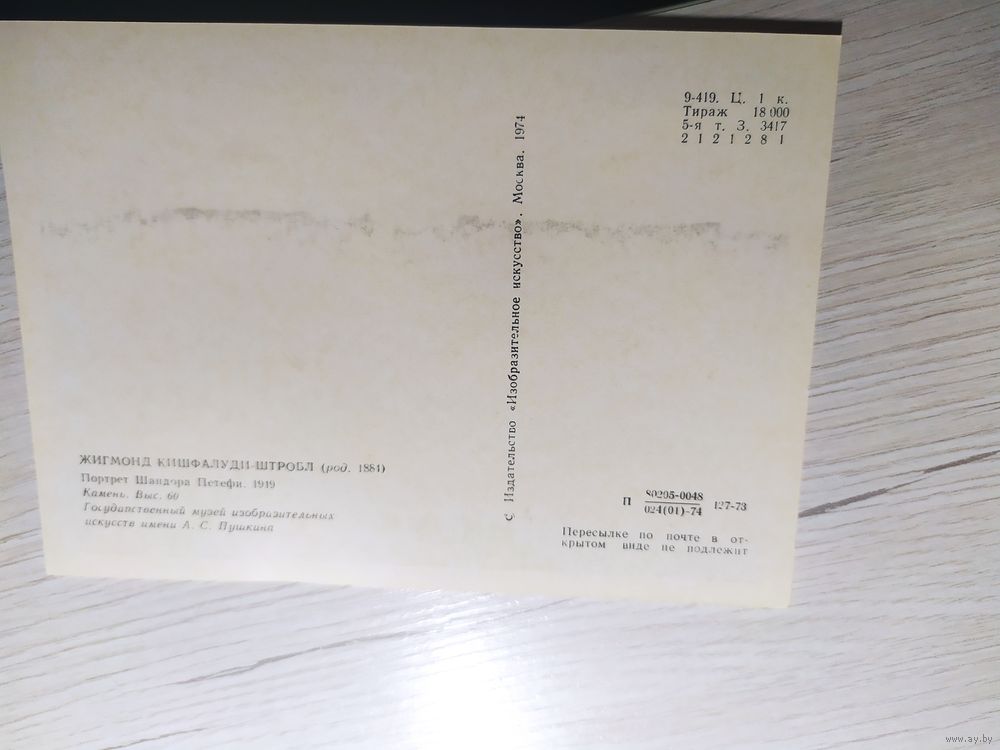 9-419. Ц. 1 к.
Тираж 18 000
5-я т. З. 3417
2 1 2 1 2 8 1
© Издательство «Изобразительное искусство». Москва. 1974
ЖИГМОНД КИШФАЛУДИ-ШТРОБЛ (род. 1884)
Портрет Шандора Петефи. 1919
Камень. Выс. 60
Государственный музей изобразительных
искусств имени А. С. Пушкина
П 80205-0048
024(01)-74 127-73
Пересылке по почте в от-
крытом виде не подлежит
www.ay.by